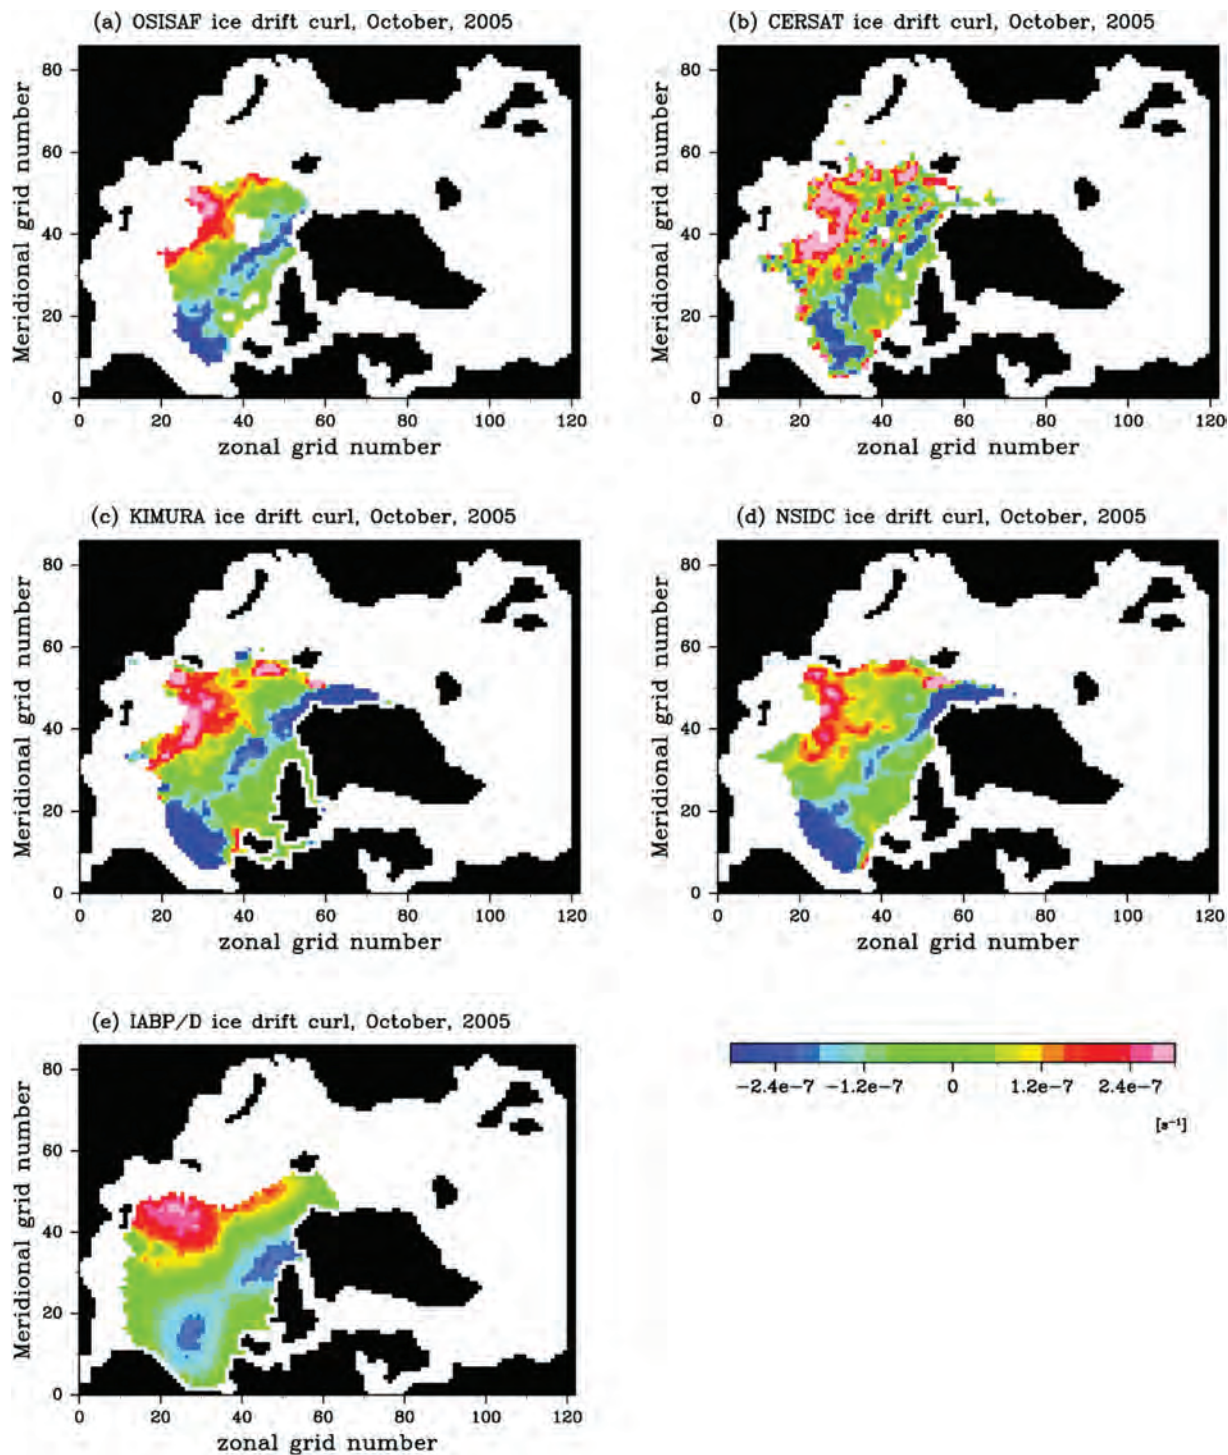 (a) OSISAF ice drift curl, October, 2005
Meridional grid number
80
60
40
20
0
0 20 40 60 80 100 120
zonal grid number
(b) CERSAT ice drift curl, October, 2005
Meridional grid number
80
60
40
20
0
0 20 40 60 80 100 120
zonal grid number
(c) KIMURA ice drift curl, October, 2005
Meridional grid number
80
60
40
20
0
0 20 40 60 80 100 120
zonal grid number
(d) NSIDC ice drift curl, October, 2005
Meridional grid number
80
60
40
20
0
0 20 40 60 80 100 120
zonal grid number
(e) IABP/D ice drift curl, October, 2005
Meridional grid number
80
60
40
20
0
0 20 40 60 80 100 120
zonal grid number
−2.4e−7 −1.2e−7 0 1.2e−7 2.4e−7
[s⁻¹]